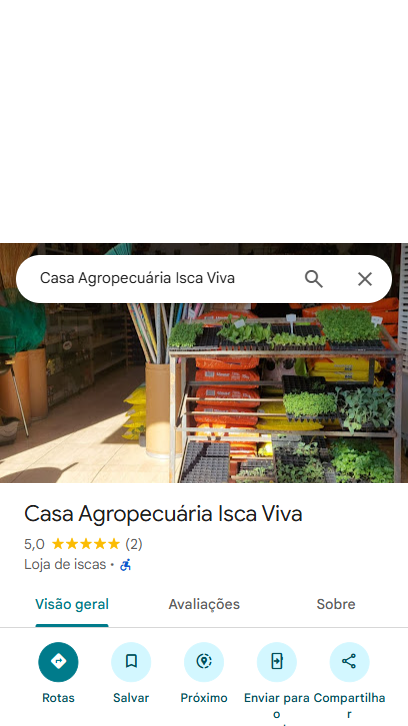 Casa Agropecuária Isca Viva
Casa Agropecuária Isca Viva
5,0 ★★★★★ (2)
Loja de iscas ·
Visão geral Avaliações Sobre
Rotas Salvar Próximo Enviar para o Compartilhar